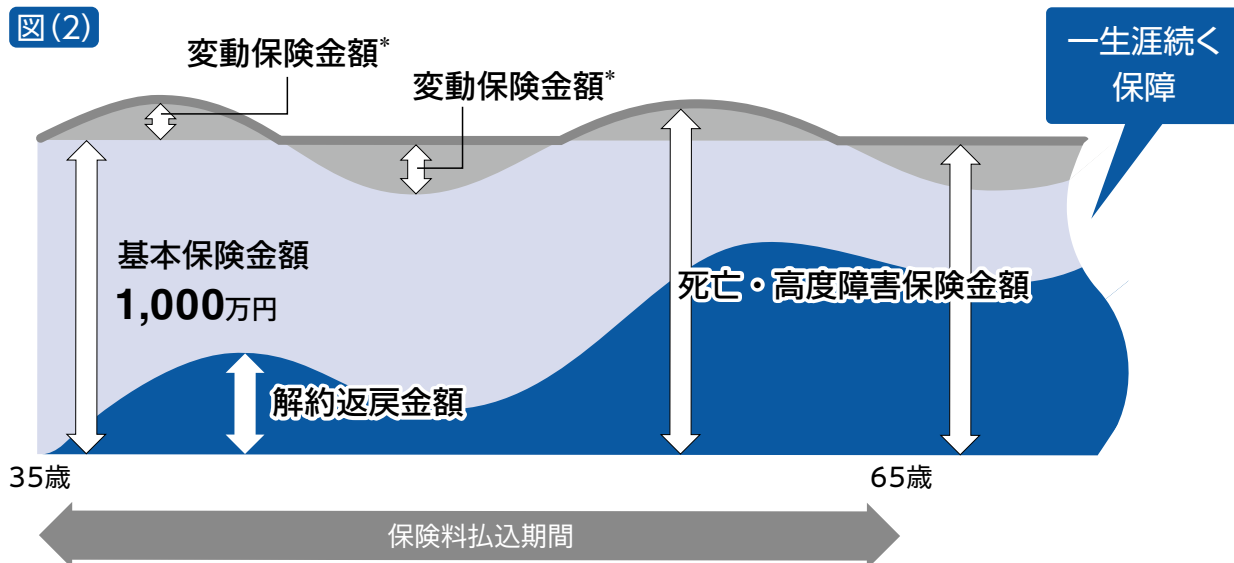 図(2)
変動保険金額*
変動保険金額*
一生涯続く
保障
基本保険金額
1,000万円
死亡・高度障害保険金額
解約返戻金額
35歳
65歳
保険料払込期間